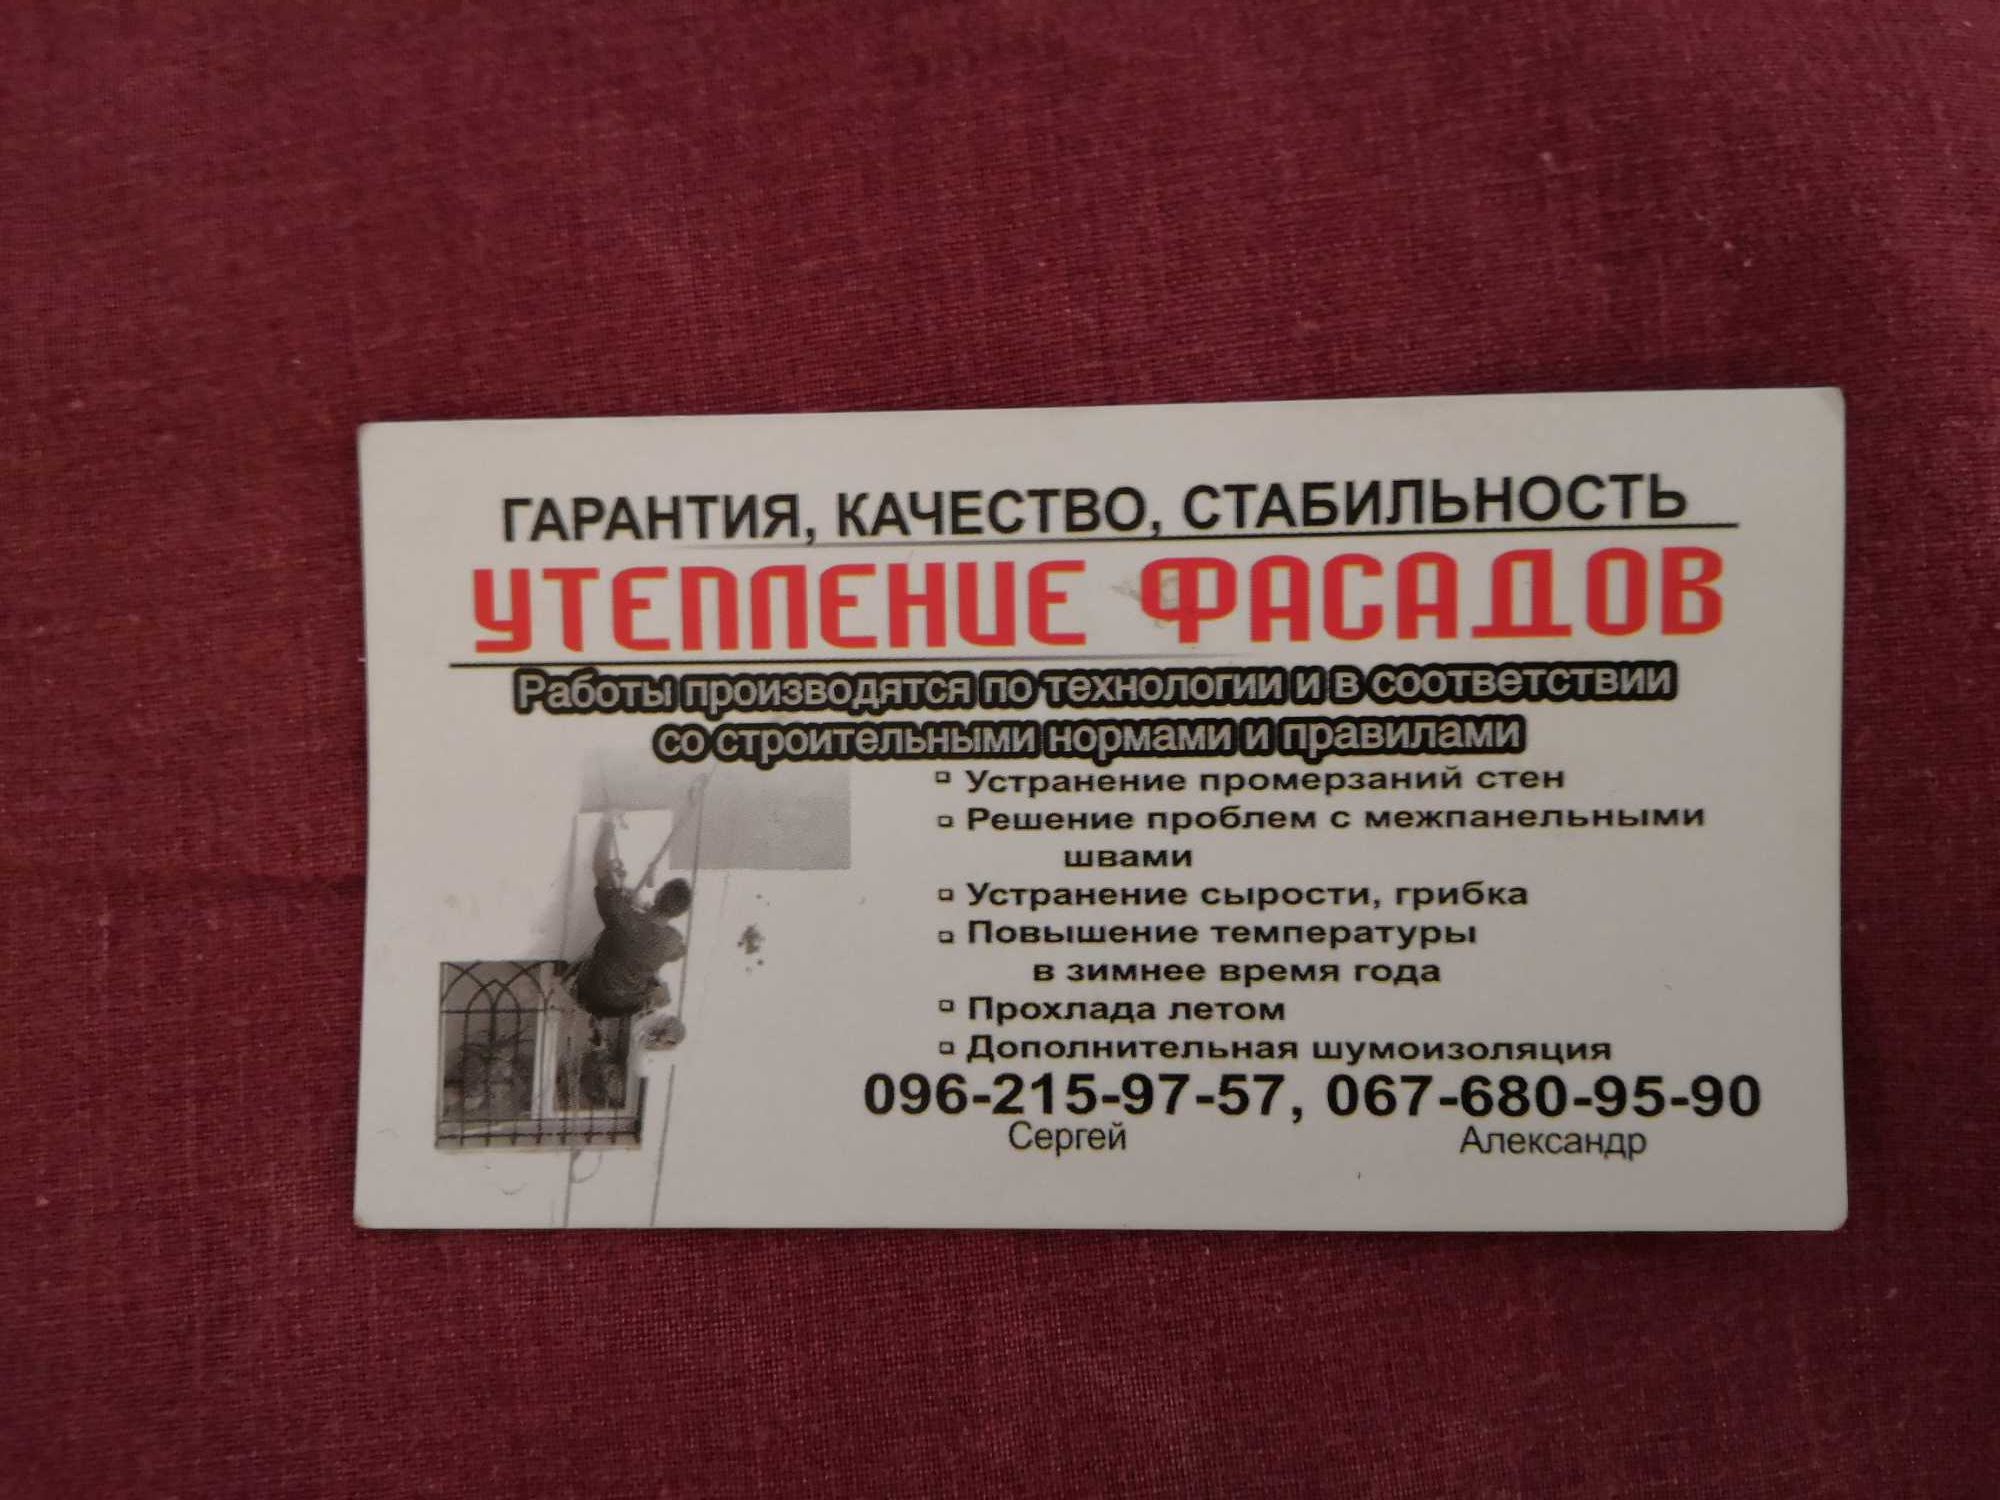 ГАРАНТИЯ, КАЧЕСТВО, СТАБИЛЬНОСТЬ
УТЕПЛЕНИЕ ФАСАДОВ
Работы производятся по технологии и в соответствии
со строительными нормами и правилами
▫ Устранение промерзаний стен
▫ Решение проблем с межпанельными
швами
▫ Устранение сырости, грибка
▫ Повышение температуры
в зимнее время года
▫ Прохлада летом
▫ Дополнительная шумоизоляция
096-215-97-57, 067-680-95-90
Сергей Александр